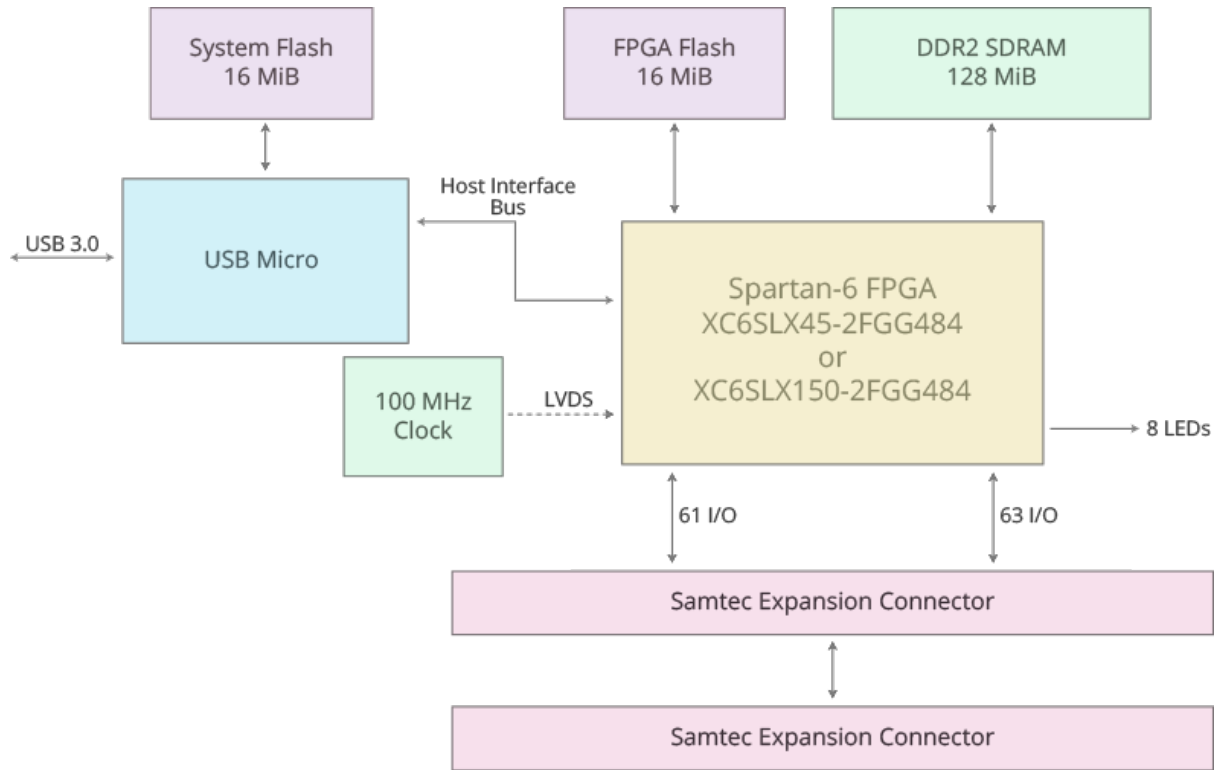 System Flash
16 MiB
FPGA Flash
16 MiB
DDR2 SDRAM
128 MiB
Host Interface
Bus
USB 3.0
USB Micro
Spartan-6 FPGA
XC6SLX45-2FGG484
or
XC6SLX150-2FGG484
100 MHz
Clock
LVDS
8 LEDs
61 I/O
63 I/O
Samtec Expansion Connector
Samtec Expansion Connector